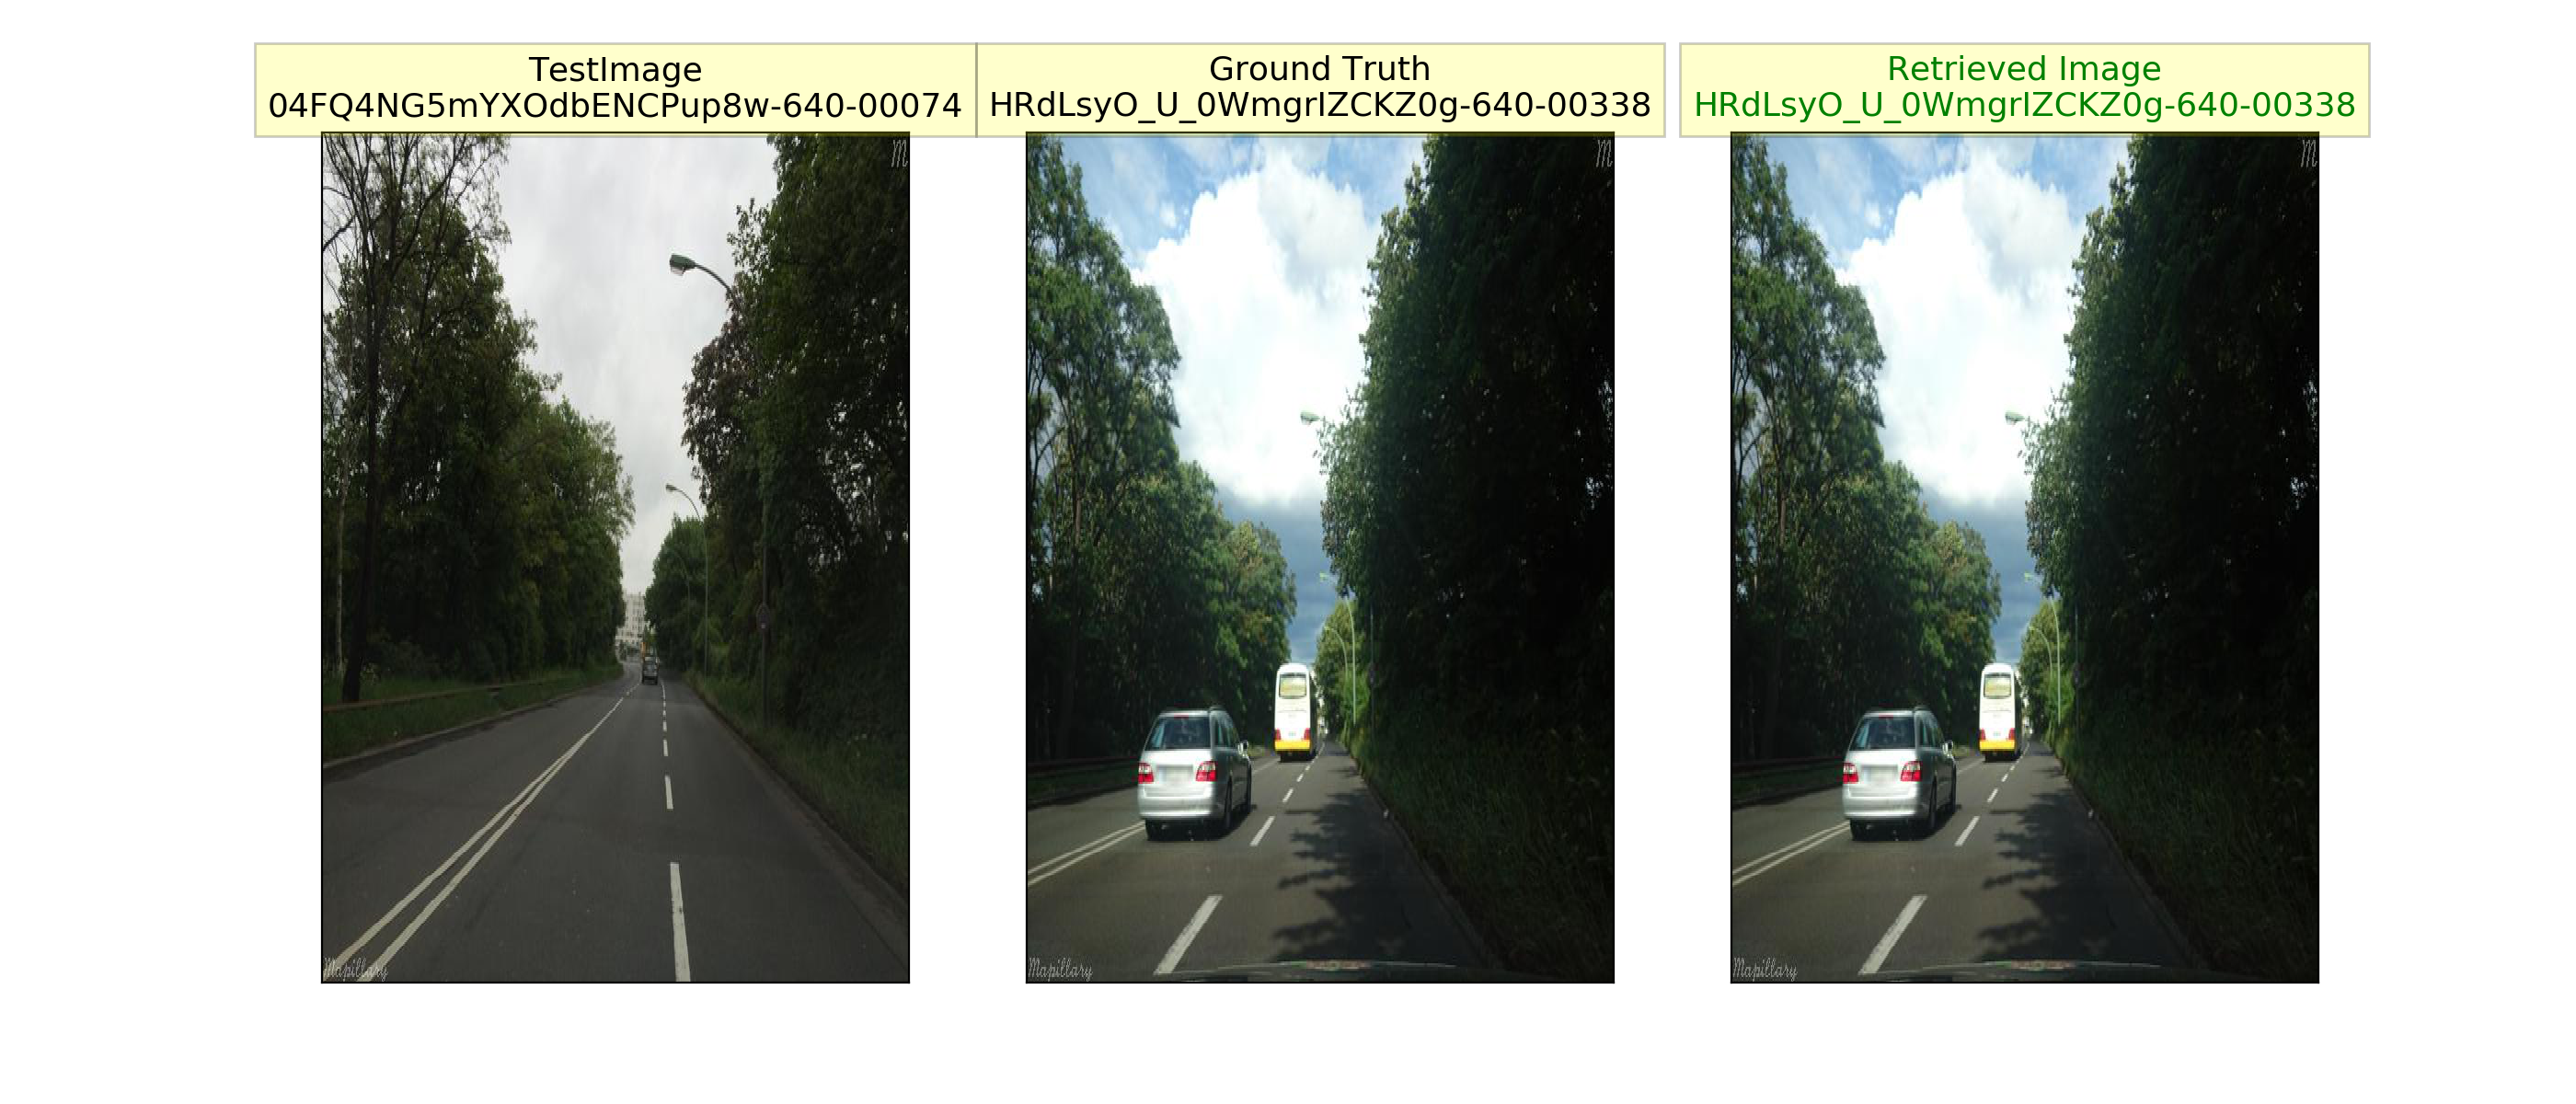 TestImage
04FQ4NG5mYXOdbENCPup8w-640-00074
Ground Truth
HRdLsyO_U_0WmgrIZCKZ0g-640-00338
Retrieved Image
HRdLsyO_U_0WmgrIZCKZ0g-640-00338
M
M
M
Mapillary
Mapillary
Mapillary